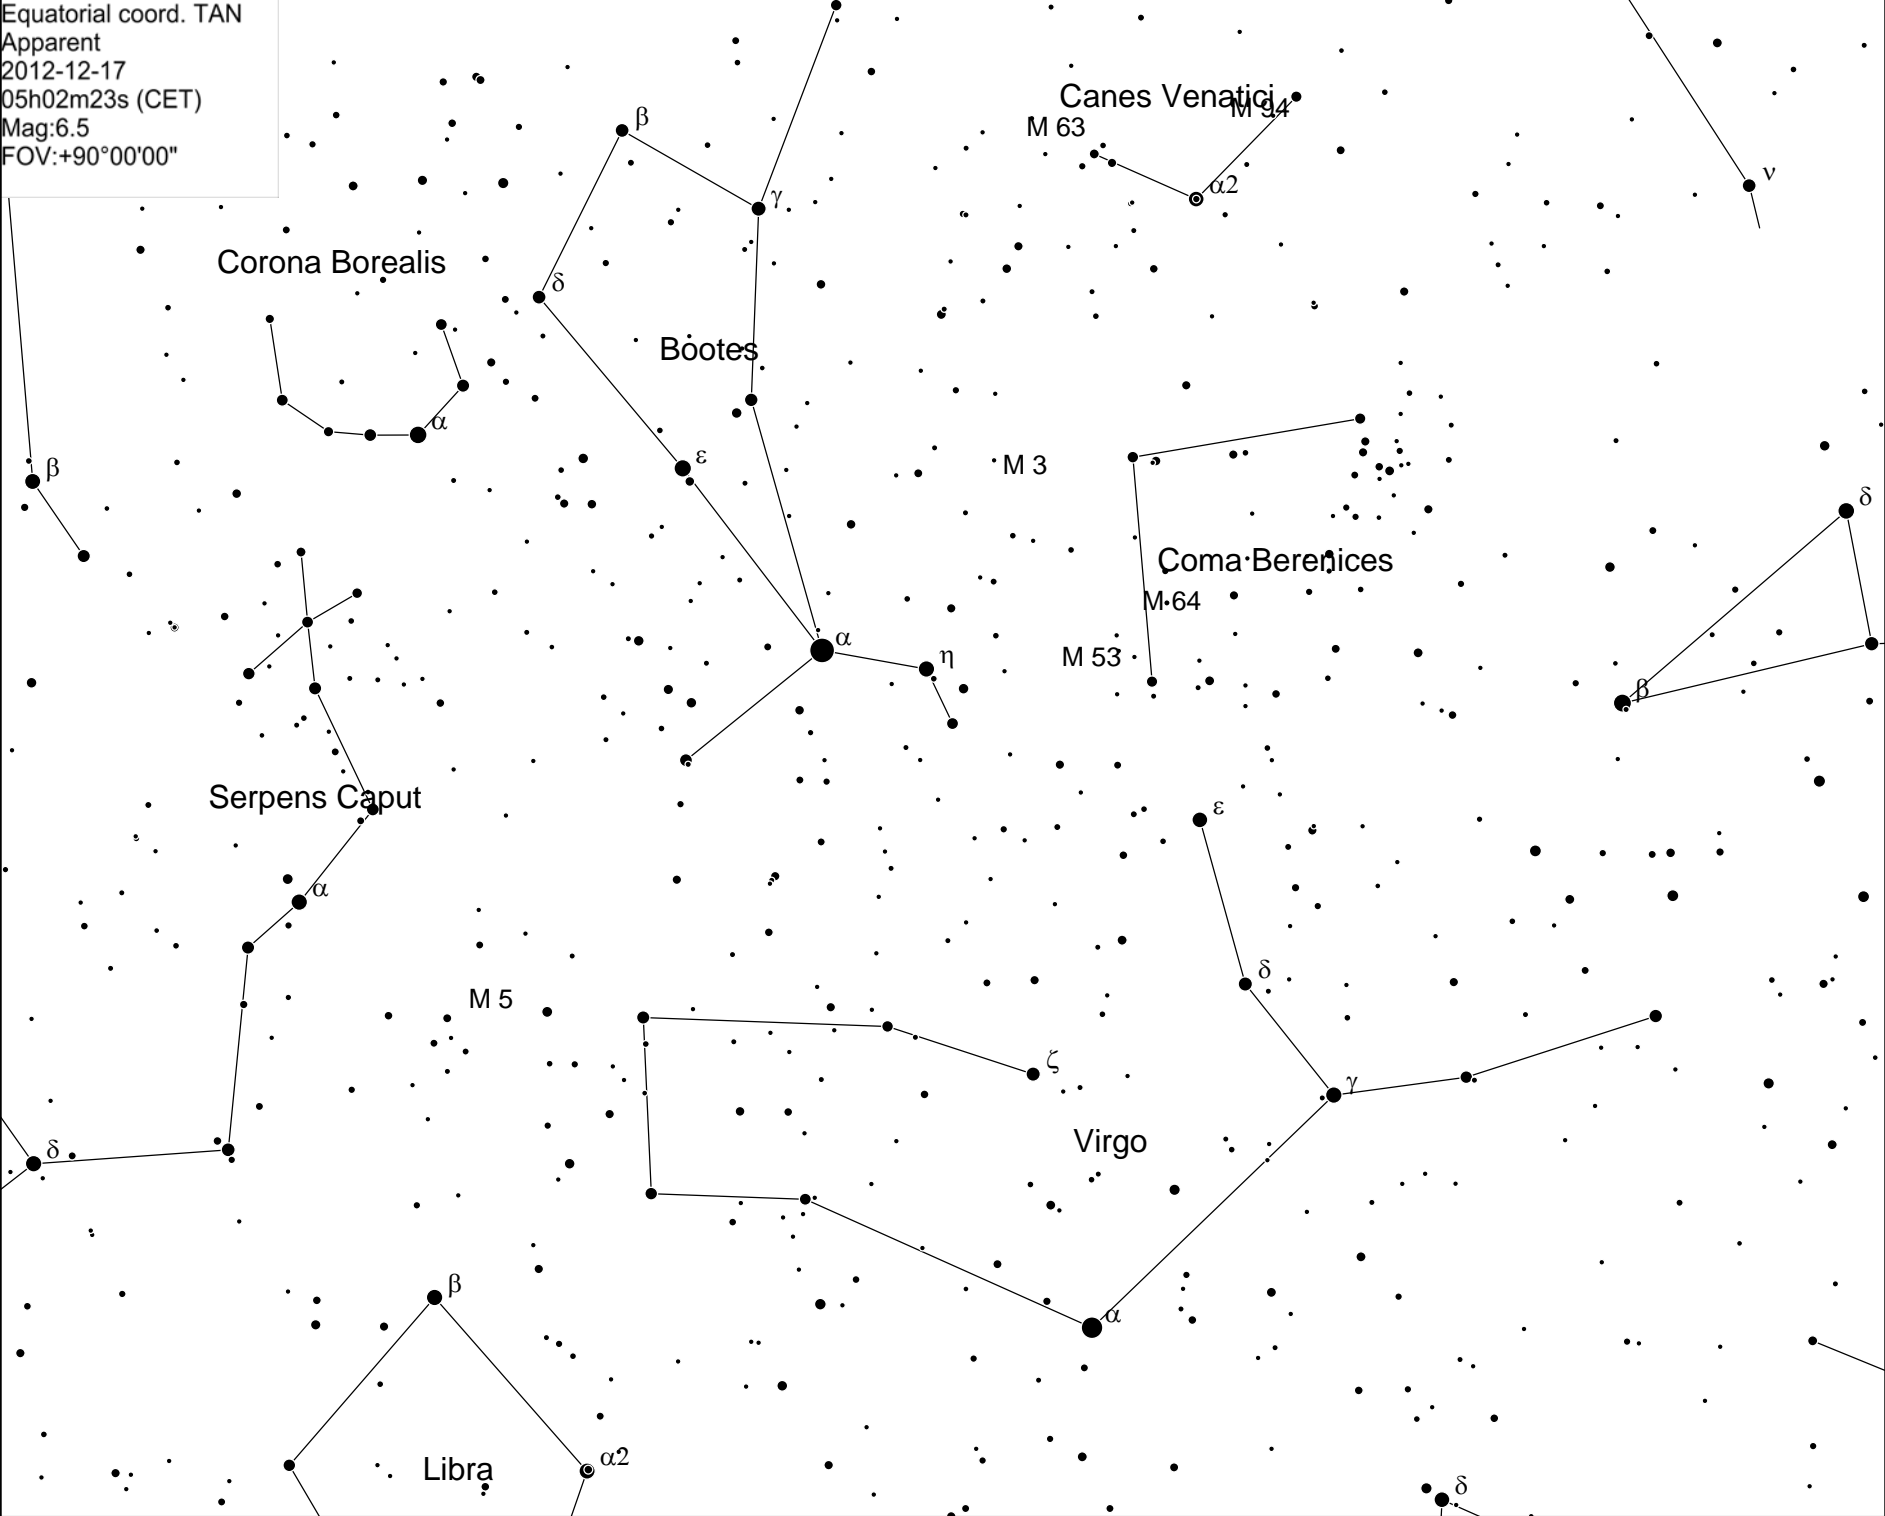 Equatorial coord. TAN
Apparent
2012-12-17
05h02m23s (CET)
Mag:6.5
FOV:+90°00'00"
Canes Venatici
M 94
M 63
β
α2
ν
γ
Corona Borealis
δ
Bootes
α
ε
β
M 3
δ
Coma Berenices
M 64
α
η
M 53
β
Serpens Caput
ε
α
δ
M 5
ζ
γ
Virgo
δ
β
α
Libra
α2
δ